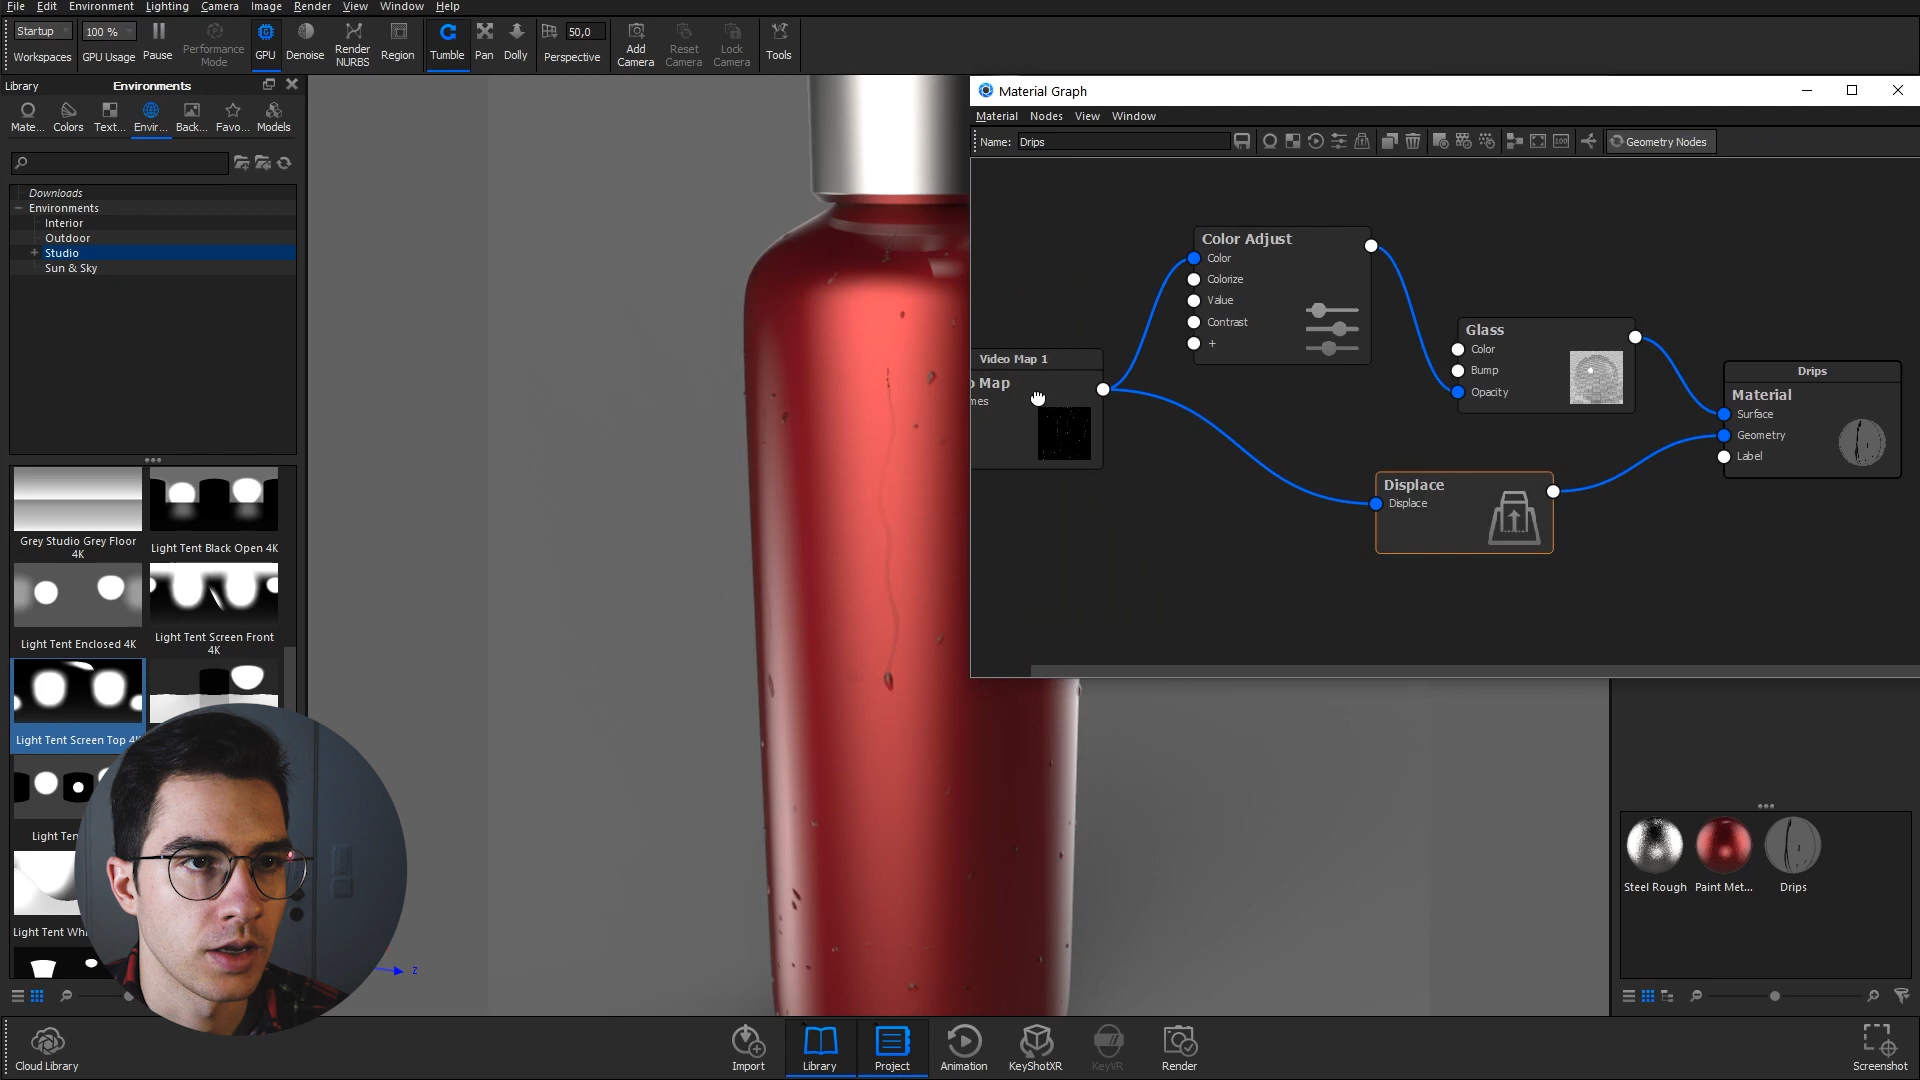 File Edit Environment Lighting Camera Image Render View Window Help
Startup 100 % 50,0
Workspaces GPU Usage Pause Performance Mode GPU Denoise Render NURBS Region Tumble Pan Dolly Perspective Add Camera Reset Camera Lock Camera Tools
Library Environments
Mate... Colors Text... Envir... Back... Favo... Models
Downloads
Environments
Interior
Outdoor
Studio
Sun & Sky
Grey Studio Grey Floor 4K
Light Tent Black Open 4K
Light Tent Enclosed 4K
Light Tent Screen Front 4K
Light Tent Screen Top 4K
Light Ten
Light Tent Whi
z
Material Graph
Material Nodes View Window
Name: Drips 100 Geometry Nodes
Color Adjust
Color
Colorize
Value
Contrast
+
Video Map 1
o Map
mes
Glass
Color
Bump
Opacity
Displace
Displace
Drips
Material
Surface
Geometry
Label
Steel Rough Paint Met... Drips
Cloud Library Import Library Project Animation KeyShotXR KeyVR Render Screenshot